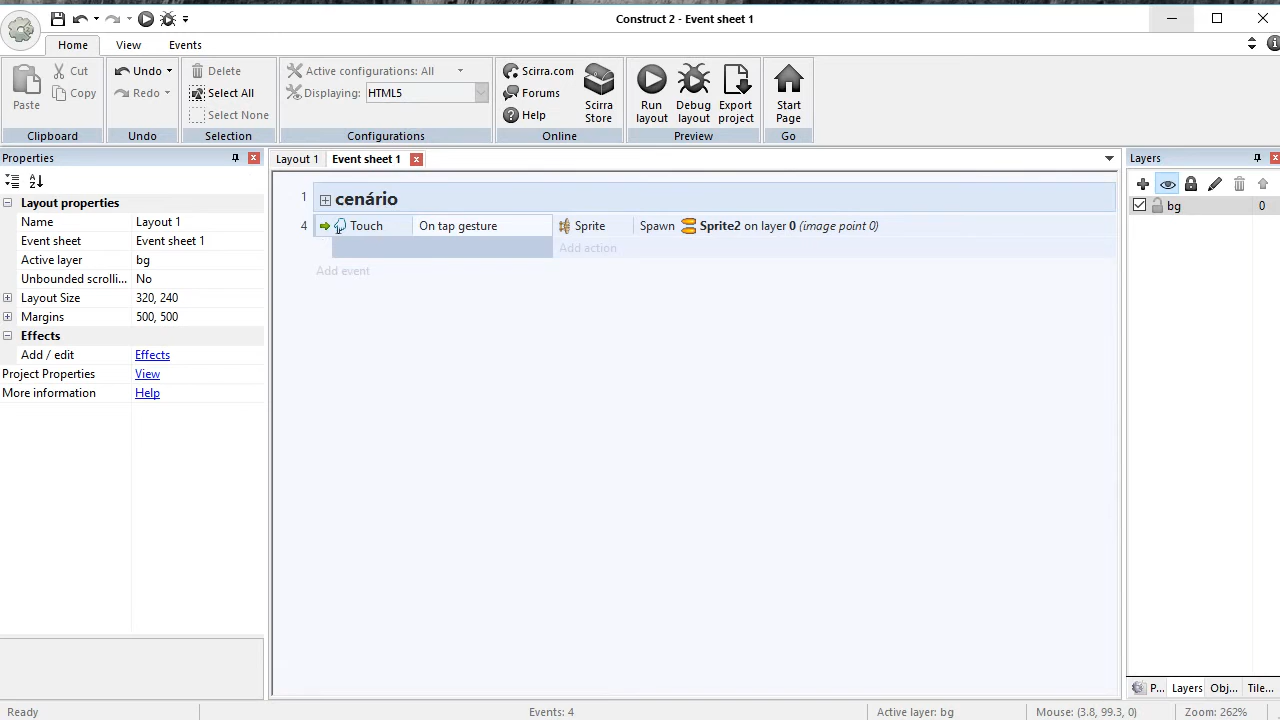 Construct 2 - Event sheet 1
Home View Events
Paste
Cut
Copy
Clipboard
Undo
Redo
Undo
Delete
Select All
Select None
Selection
Active configurations: All
Displaying: HTML5
Configurations
Scirra.com
Forums
Help
Scirra
Store
Online
Run
layout
Debug
layout
Export
project
Preview
Start
Page
Go
Properties
Layout properties
Name Layout 1
Event sheet Event sheet 1
Active layer bg
Unbounded scrolli... No
Layout Size 320, 240
Margins 500, 500
Effects
Add / edit Effects
Project Properties View
More information Help
Layout 1 Event sheet 1
1 cenário
4 Touch On tap gesture Sprite Spawn Sprite2 on layer 0 (image point 0)
Add action
Add event
Layers
bg 0
P... Layers Obj... Tile...
Ready Events: 4 Active layer: bg Mouse: (3.8, 99.3, 0) Zoom: 262%